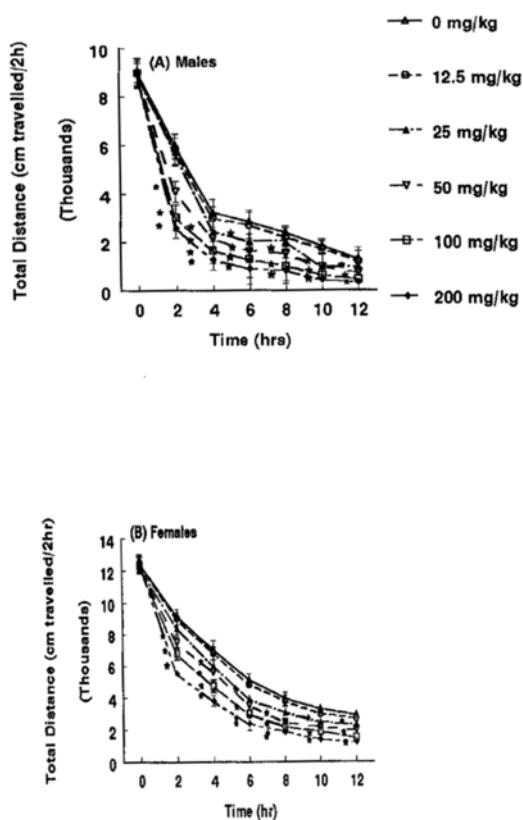 0 mg/kg
12.5 mg/kg
25 mg/kg
50 mg/kg
100 mg/kg
200 mg/kg
(A) Males
Total Distance (cm travelled/2h)
(Thousands)
10
8
6
4
2
0
0 2 4 6 8 10 12
Time (hrs)
(B) Females
Total Distance (cm travelled/2hr)
(Thousands)
14
12
10
8
6
4
2
0
0 2 4 6 8 10 12
Time (hr)